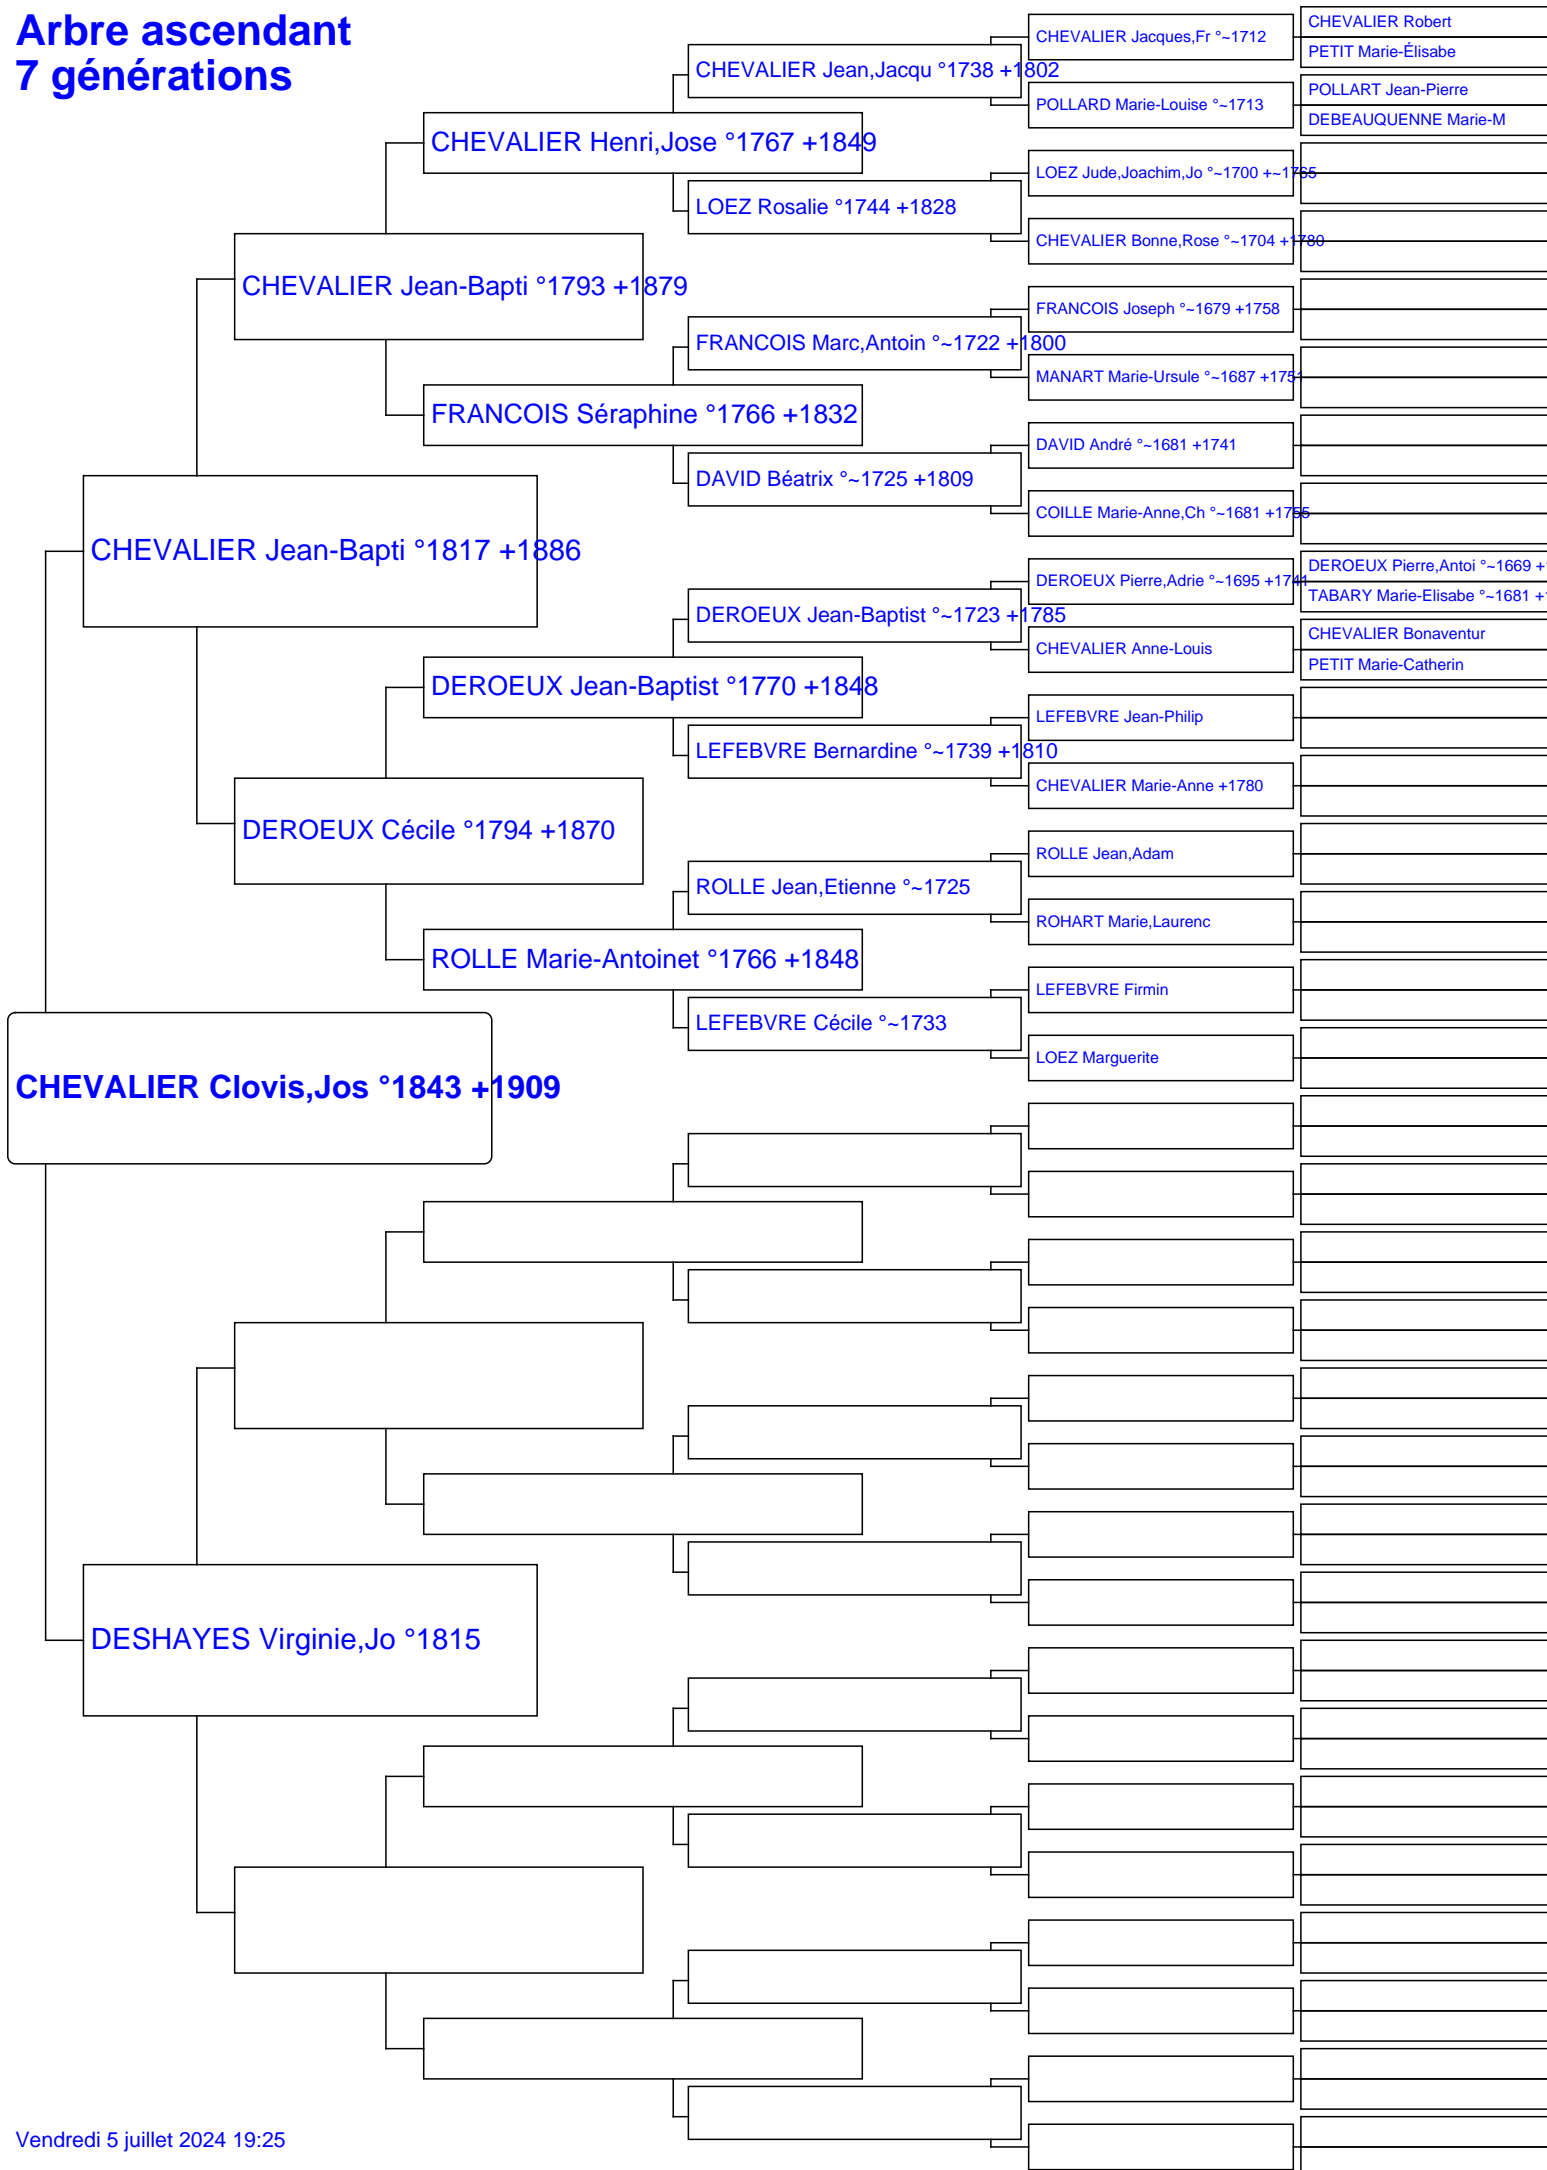 Arbre ascendant
7 générations
CHEVALIER Robert
CHEVALIER Jacques,Fr °~1712
PETIT Marie-Élisabe
CHEVALIER Jean,Jacqu °1738 +1802
POLLART Jean-Pierre
POLLARD Marie-Louise °~1713
DEBEAUQUENNE Marie-M
CHEVALIER Henri,Jose °1767 +1849
LOEZ Jude,Joachim,Jo °~1700 +~1765
LOEZ Rosalie °1744 +1828
CHEVALIER Bonne,Rose °~1704 +1780
CHEVALIER Jean-Bapti °1793 +1879
FRANCOIS Joseph °~1679 +1758
FRANCOIS Marc,Antoin °~1722 +1800
MANART Marie-Ursule °~1687 +1751
FRANCOIS Séraphine °1766 +1832
DAVID André °~1681 +1741
DAVID Béatrix °~1725 +1809
COILLE Marie-Anne,Ch °~1681 +1755
CHEVALIER Jean-Bapti °1817 +1886
DEROEUX Pierre,Antoi °~1669 +
DEROEUX Pierre,Adrie °~1695 +1741
TABARY Marie-Elisabe °~1681 +
DEROEUX Jean-Baptist °~1723 +1785
CHEVALIER Bonaventur
CHEVALIER Anne-Louis
PETIT Marie-Catherin
DEROEUX Jean-Baptist °1770 +1848
LEFEBVRE Jean-Philip
LEFEBVRE Bernardine °~1739 +1810
CHEVALIER Marie-Anne +1780
DEROEUX Cécile °1794 +1870
ROLLE Jean,Adam
ROLLE Jean,Etienne °~1725
ROHART Marie,Laurenc
ROLLE Marie-Antoinet °1766 +1848
LEFEBVRE Firmin
LEFEBVRE Cécile °~1733
LOEZ Marguerite
CHEVALIER Clovis,Jos °1843 +1909
DESHAYES Virginie,Jo °1815
Vendredi 5 juillet 2024 19:25